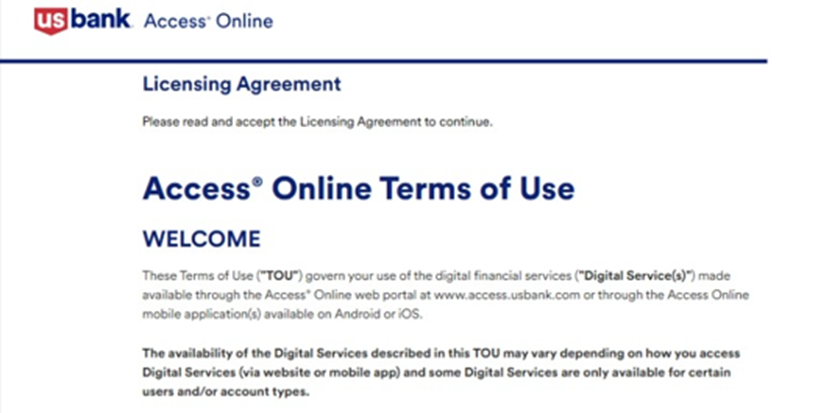 usbank Access® Online
Licensing Agreement
Please read and accept the Licensing Agreement to continue.
Access® Online Terms of Use
WELCOME
These Terms of Use ("TOU") govern your use of the digital financial services ("Digital Service(s)") made
available through the Access® Online web portal at www.access.usbank.com or through the Access Online
mobile application(s) available on Android or iOS.
The availability of the Digital Services described in this TOU may vary depending on how you access
Digital Services (via website or mobile app) and some Digital Services are only available for certain
users and/or account types.